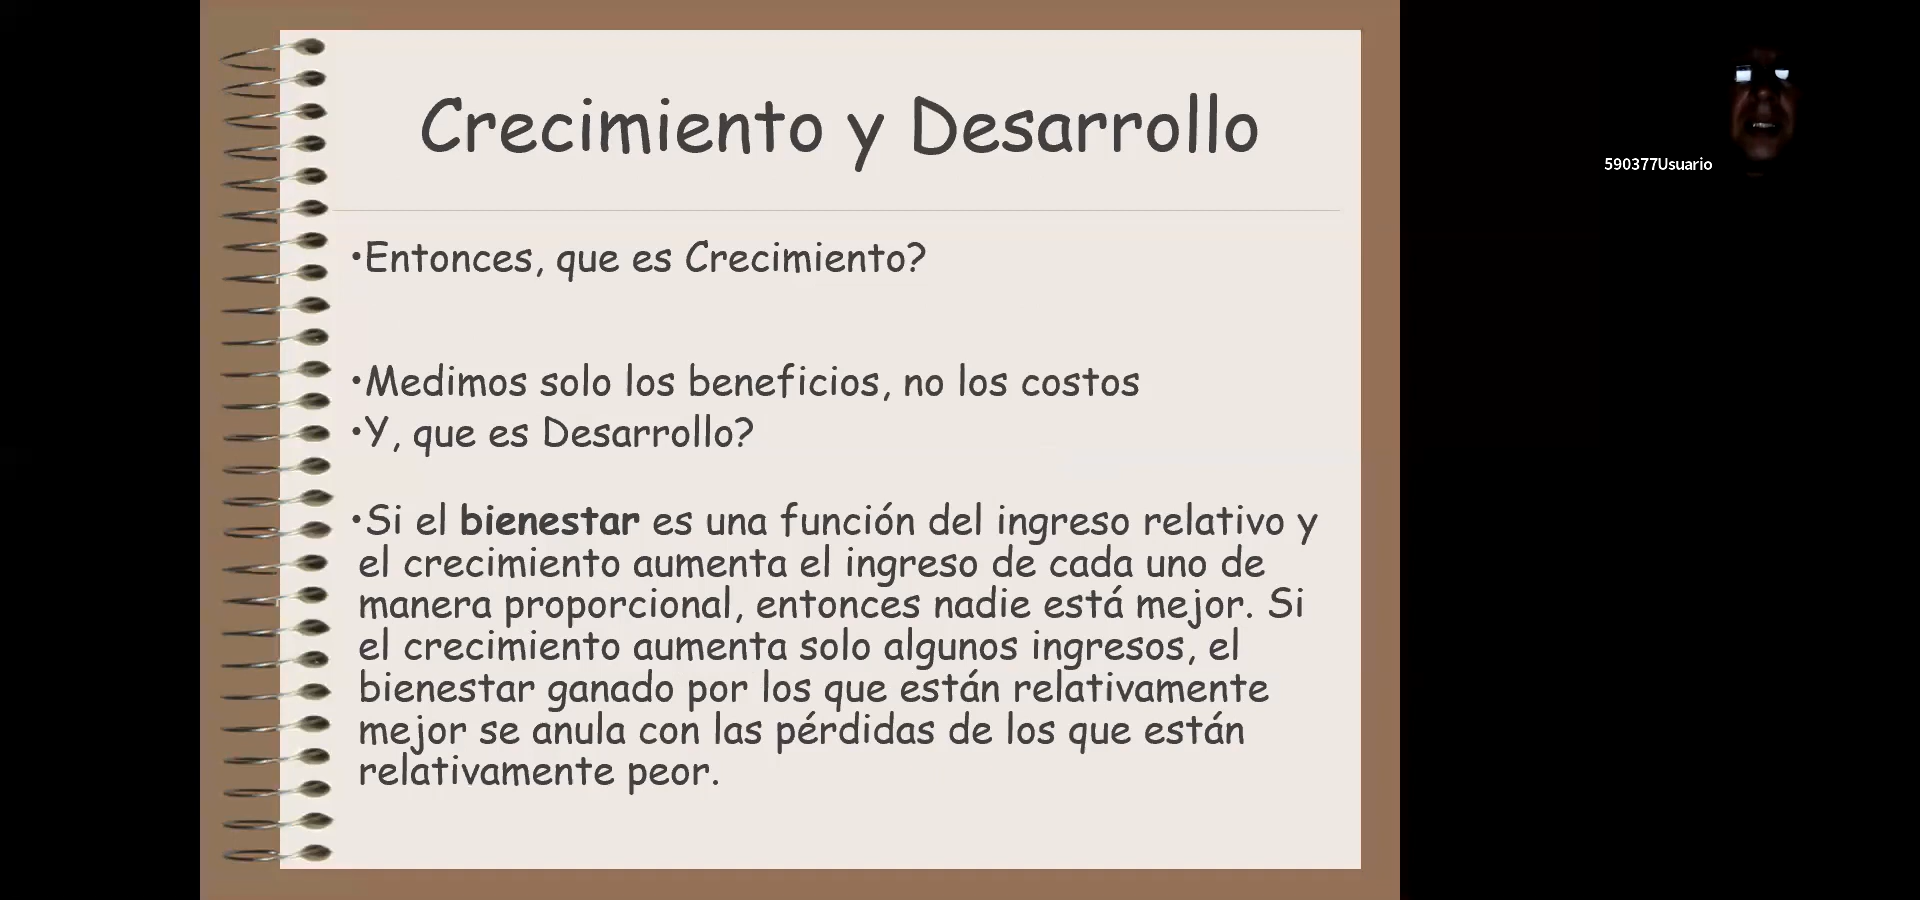 Crecimiento y Desarrollo
590377Usuario
•Entonces, que es Crecimiento?
•Medimos solo los beneficios, no los costos
•Y, que es Desarrollo?
•Si el bienestar es una función del ingreso relativo y
el crecimiento aumenta el ingreso de cada uno de
manera proporcional, entonces nadie está mejor. Si
el crecimiento aumenta solo algunos ingresos, el
bienestar ganado por los que están relativamente
mejor se anula con las pérdidas de los que están
relativamente peor.